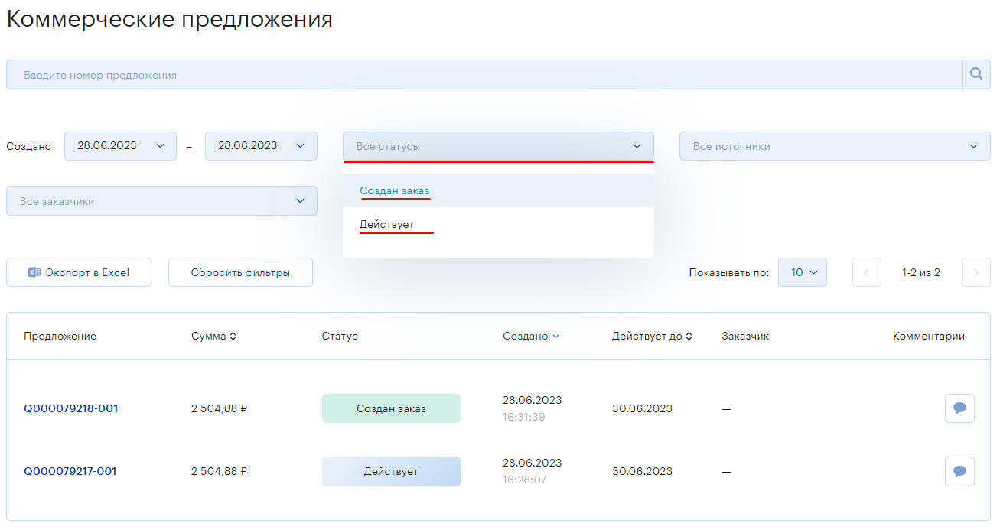 Коммерческие предложения
Введите номер предложения
Создано 28.06.2023 – 28.06.2023 Все статусы Все источники
Создан заказ
Все заказчики
Действует
Экспорт в Excel Сбросить фильтры Показывать по: 10 1-2 из 2
Предложение Сумма Статус Создано Действует до Заказчик Комментарии
Q000079218-001 2 504,88 ₽ Создан заказ 28.06.2023 30.06.2023 —
16:31:39
Q000079217-001 2 504,88 ₽ Действует 28.06.2023 30.06.2023 —
16:28:07